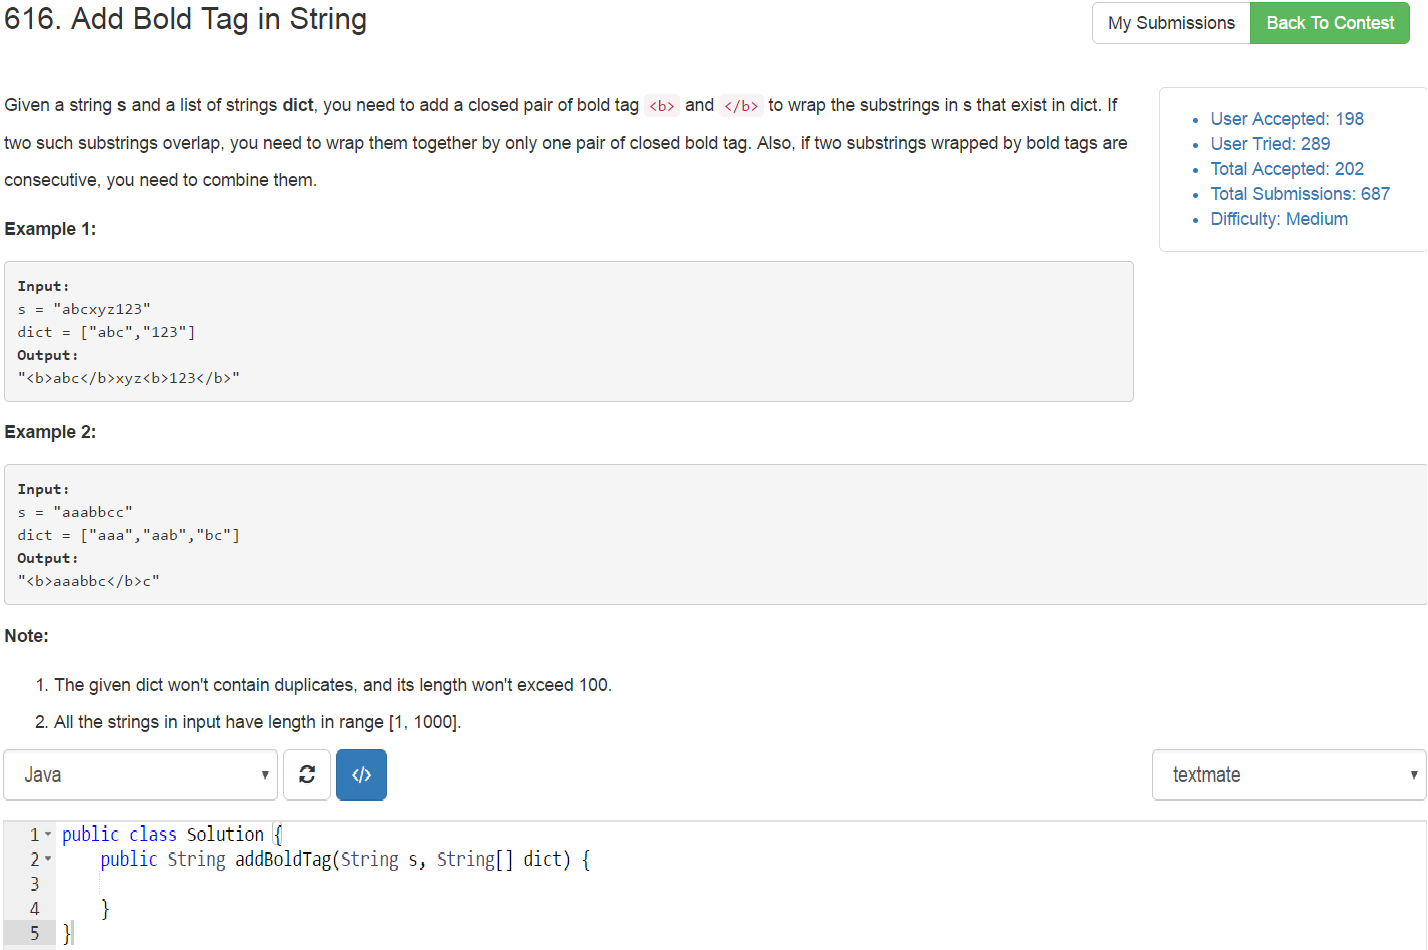 616. Add Bold Tag in String
My Submissions
Back To Contest
Given a string s and a list of strings dict, you need to add a closed pair of bold tag <b> and </b> to wrap the substrings in s that exist in dict. If
two such substrings overlap, you need to wrap them together by only one pair of closed bold tag. Also, if two substrings wrapped by bold tags are
consecutive, you need to combine them.
User Accepted: 198
User Tried: 289
Total Accepted: 202
Total Submissions: 687
Difficulty: Medium
Example 1:
Input:
s = "abcxyz123"
dict = ["abc","123"]
Output:
"<b>abc</b>xyz<b>123</b>"
Example 2:
Input:
s = "aaabbcc"
dict = ["aaa","aab","bc"]
Output:
"<b>aaabbc</b>c"
Note:
1. The given dict won't contain duplicates, and its length won't exceed 100.
2. All the strings in input have length in range [1, 1000].
Java
</>
textmate
1 public class Solution {
2     public String addBoldTag(String s, String[] dict) {
3
4     }
5 }